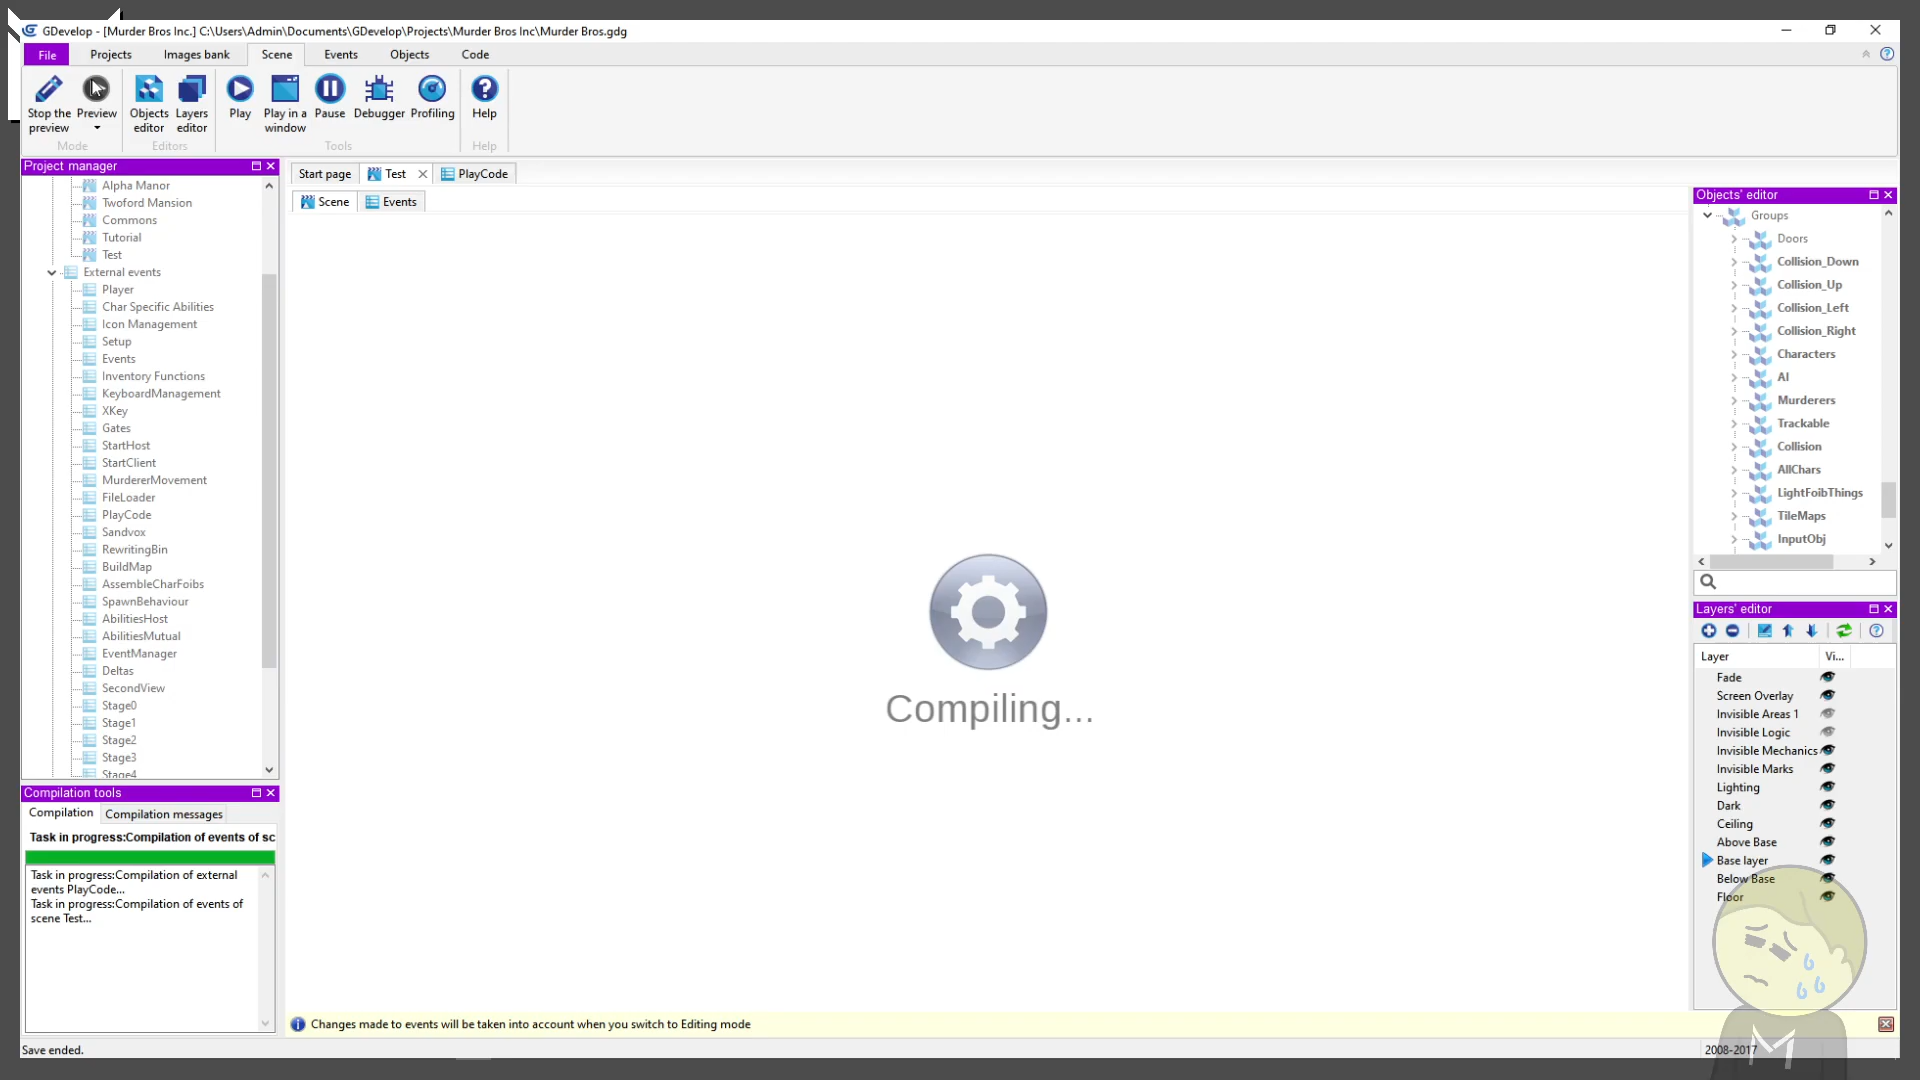 GDevelop - [Murder Bros Inc.] C:\Users\Admin\Documents\GDevelop\Projects\Murder Bros Inc\Murder Bros.gdg
File Projects Images bank Scene Events Objects Code
Stop the preview Preview Objects editor Layers editor Play Play in a window Pause Debugger Profiling Help
Mode Editors Tools Help
Project manager
Alpha Manor
Twoford Mansion
Commons
Tutorial
Test
External events
Player
Char Specific Abilities
Icon Management
Setup
Events
Inventory Functions
KeyboardManagement
XKey
Gates
StartHost
StartClient
MurdererMovement
FileLoader
PlayCode
Sandvox
RewritingBin
BuildMap
AssembleCharFoibs
SpawnBehaviour
AbilitiesHost
AbilitiesMutual
EventManager
Deltas
SecondView
Stage0
Stage1
Stage2
Stage3
Stage4
Compilation tools
Compilation Compilation messages
Task in progress:Compilation of events of sc
Task in progress:Compilation of external
events PlayCode...
Task in progress:Compilation of events of
scene Test...
Save ended.
Start page Test PlayCode
Scene Events
Compiling...
Changes made to events will be taken into account when you switch to Editing mode
Objects' editor
Groups
Doors
Collision_Down
Collision_Up
Collision_Left
Collision_Right
Characters
AI
Murderers
Trackable
Collision
AllChars
LightFoibThings
TileMaps
InputObj
Layers' editor
Layer Vi...
Fade
Screen Overlay
Invisible Areas 1
Invisible Logic
Invisible Mechanics
Invisible Marks
Lighting
Dark
Ceiling
Above Base
Base layer
Below Base
Floor
2008-2017
M